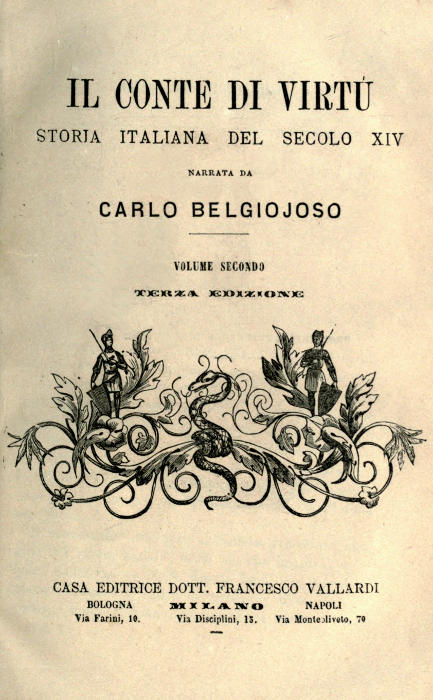 IL CONTE DI VIRTÚ
STORIA ITALIANA DEL SECOLO XIV
NARRATA DA
CARLO BELGIOJOSO
VOLUME SECONDO
TERZA EDIZIONE
CASA EDITRICE DOTT. FRANCESCO VALLARDI
BOLOGNA MILANO NAPOLI
Via Farini, 10. Via Disciplini, 15. Via Monteoliveto, 70